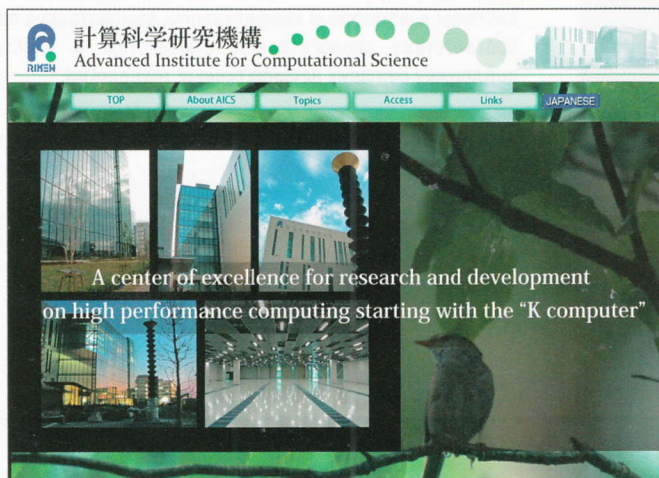 計算科学研究機構
Advanced Institute for Computational Science
RIKEN
TOP About AICS Topics Access Links JAPANESE
A center of excellence for research and development
on high performance computing starting with the “K computer”